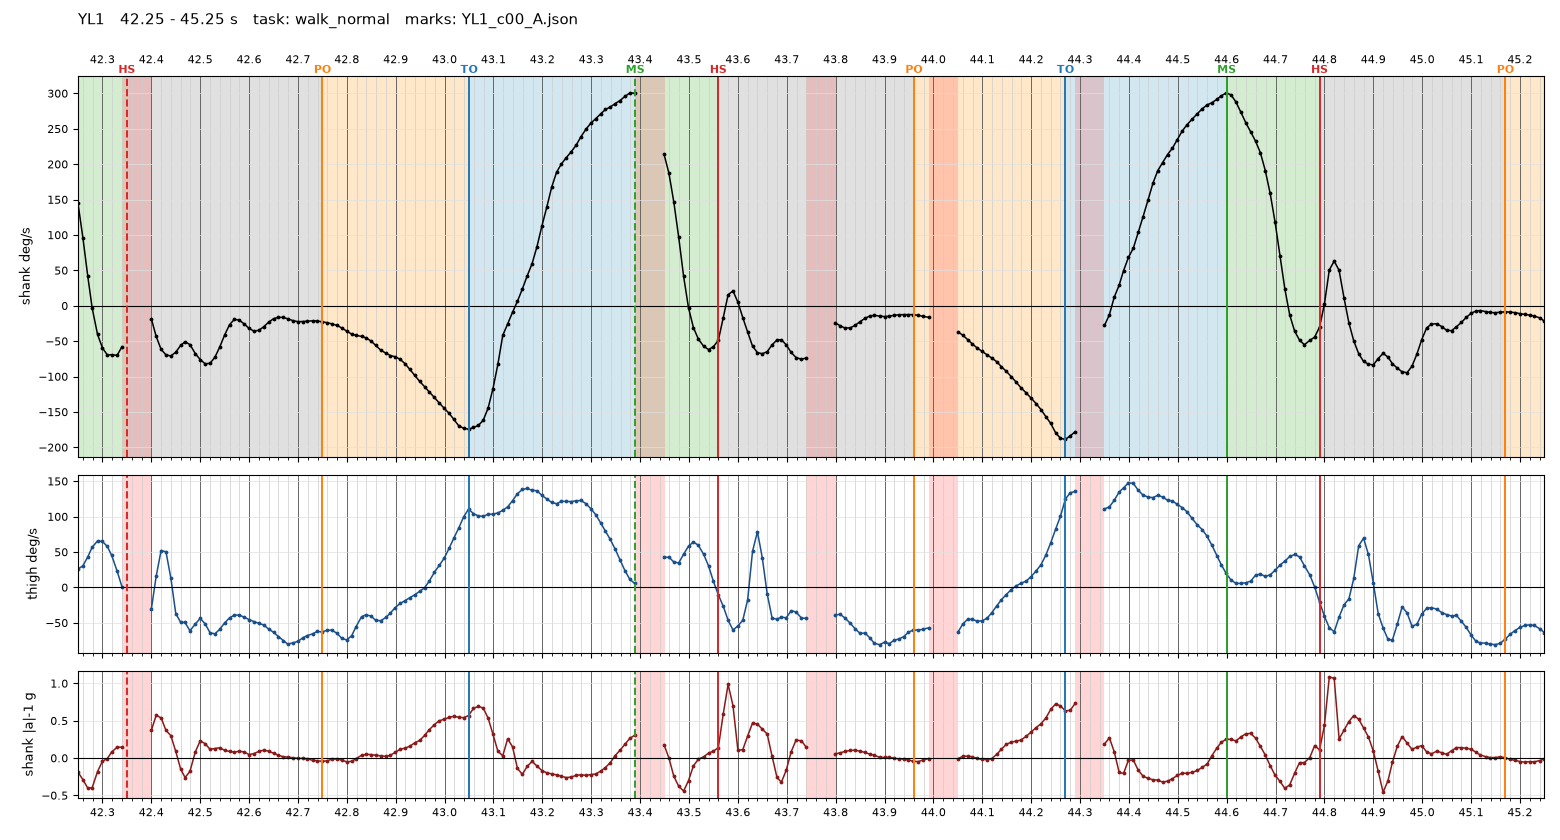 YL1   42.25 - 45.25 s   task: walk_normal   marks: YL1_c00_A.json
42.3 42.4 42.5 42.6 42.7 42.8 42.9 43.0 43.1 43.2 43.3 43.4 43.5 43.6 43.7 43.8 43.9 44.0 44.1 44.2 44.3 44.4 44.5 44.6 44.7 44.8 44.9 45.0 45.1 45.2
HS PO TO MS HS PO TO MS HS PO
shank deg/s
300
250
200
150
100
50
0
−50
−100
−150
−200
thigh deg/s
150
100
50
0
−50
shank |a|-1 g
1.0
0.5
0.0
−0.5
42.3 42.4 42.5 42.6 42.7 42.8 42.9 43.0 43.1 43.2 43.3 43.4 43.5 43.6 43.7 43.8 43.9 44.0 44.1 44.2 44.3 44.4 44.5 44.6 44.7 44.8 44.9 45.0 45.1 45.2